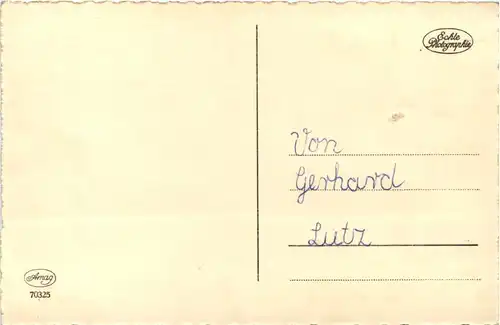 Echte
Photographie
Von
Gerhard
Lutz
Amag
70325